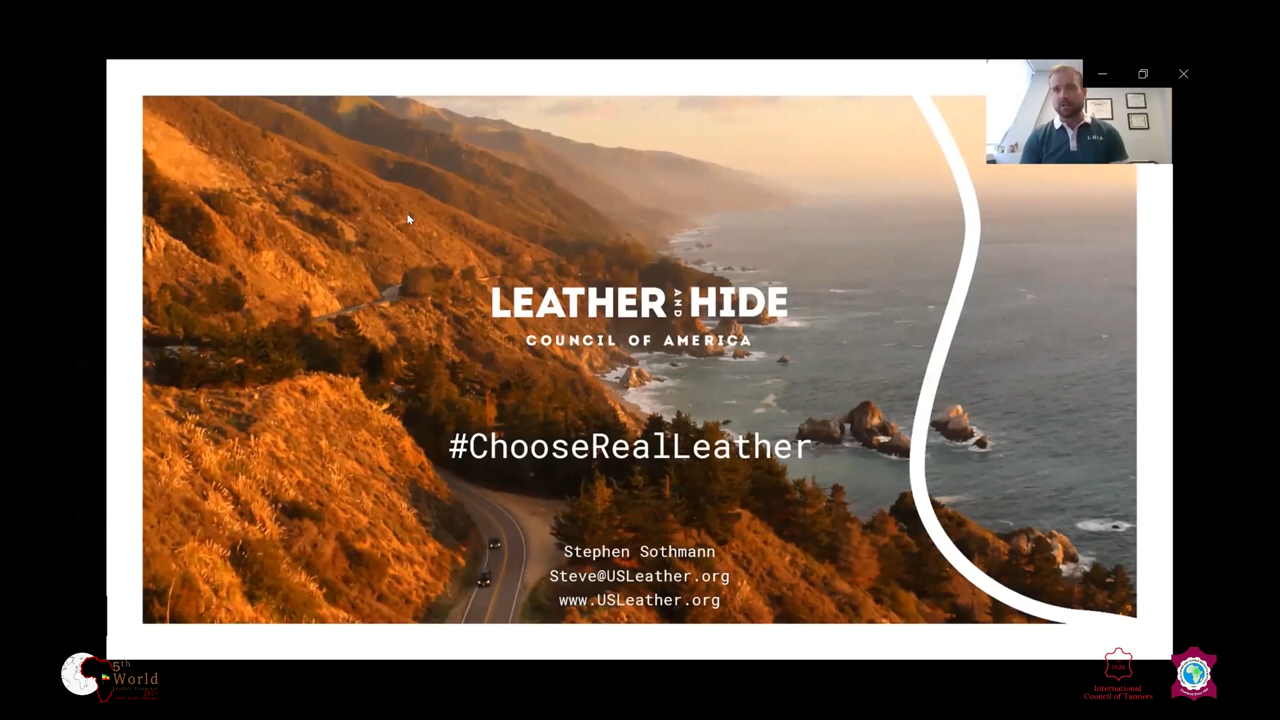 LEATHER AND HIDE
COUNCIL OF AMERICA
#ChooseRealLeather
Stephen Sothmann
Steve@USLeather.org
www.USLeather.org
5th
World
International
Council of Tanners